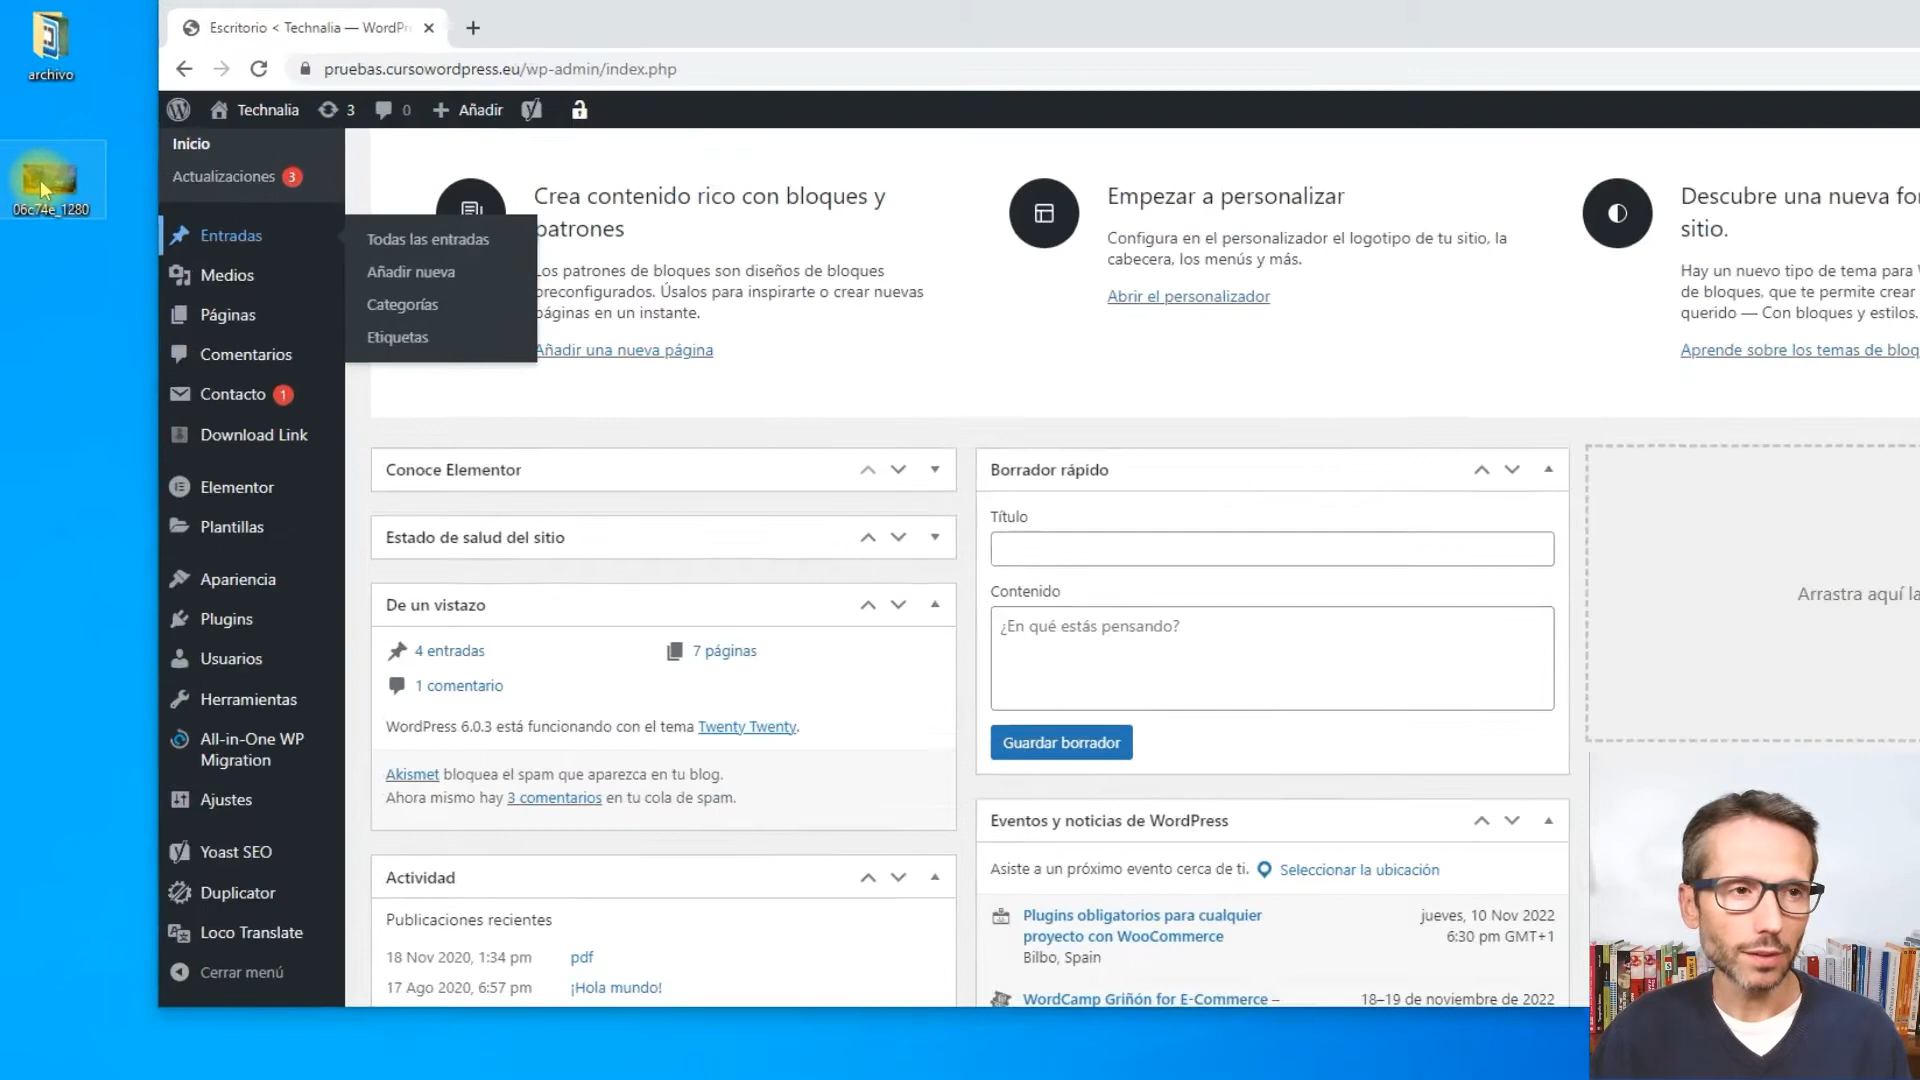 archivo
06c74e_1280
Escritorio < Technalia — WordPr
pruebas.cursowordpress.eu/wp-admin/index.php
Technalia
3
0
Añadir
Inicio
Actualizaciones 3
Entradas
Medios
Páginas
Comentarios
Contacto 1
Download Link
Elementor
Plantillas
Apariencia
Plugins
Usuarios
Herramientas
All-in-One WP
Migration
Ajustes
Yoast SEO
Duplicator
Loco Translate
Cerrar menú
Todas las entradas
Añadir nueva
Categorías
Etiquetas
Crea contenido rico con bloques y
patrones
Los patrones de bloques son diseños de bloques
preconfigurados. Úsalos para inspirarte o crear nuevas
páginas en un instante.
Añadir una nueva página
Empezar a personalizar
Configura en el personalizador el logotipo de tu sitio, la
cabecera, los menús y más.
Abrir el personalizador
Descubre una nueva for
sitio.
Hay un nuevo tipo de tema para
de bloques, que te permite crear
querido — Con bloques y estilos.
Aprende sobre los temas de bloq
Conoce Elementor
Estado de salud del sitio
De un vistazo
4 entradas
7 páginas
1 comentario
WordPress 6.0.3 está funcionando con el tema Twenty Twenty.
Akismet bloquea el spam que aparezca en tu blog.
Ahora mismo hay 3 comentarios en tu cola de spam.
Actividad
Publicaciones recientes
18 Nov 2020, 1:34 pm pdf
17 Ago 2020, 6:57 pm ¡Hola mundo!
Borrador rápido
Título
Contenido
¿En qué estás pensando?
Guardar borrador
Eventos y noticias de WordPress
Asiste a un próximo evento cerca de ti. Seleccionar la ubicación
Plugins obligatorios para cualquier
proyecto con WooCommerce
Bilbo, Spain
jueves, 10 Nov 2022
6:30 pm GMT+1
WordCamp Griñón for E-Commerce –
18–19 de noviembre de 2022
Arrastra aquí la